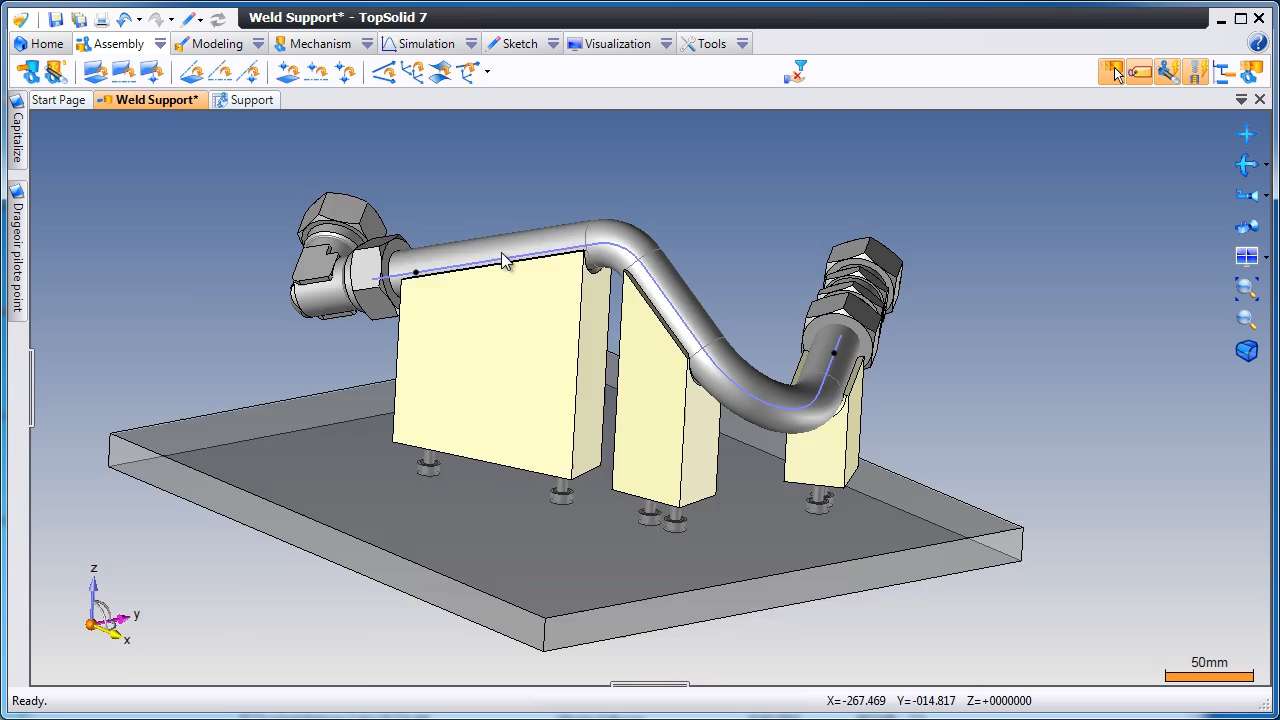 Weld Support* - TopSolid 7
Home Assembly Modeling Mechanism Simulation Sketch Visualization Tools
Start Page Weld Support* Support
Capitalize
Drageoir pilote point
z
y
x
50mm
Ready. X=-267.469 Y=-014.817 Z=+0000000